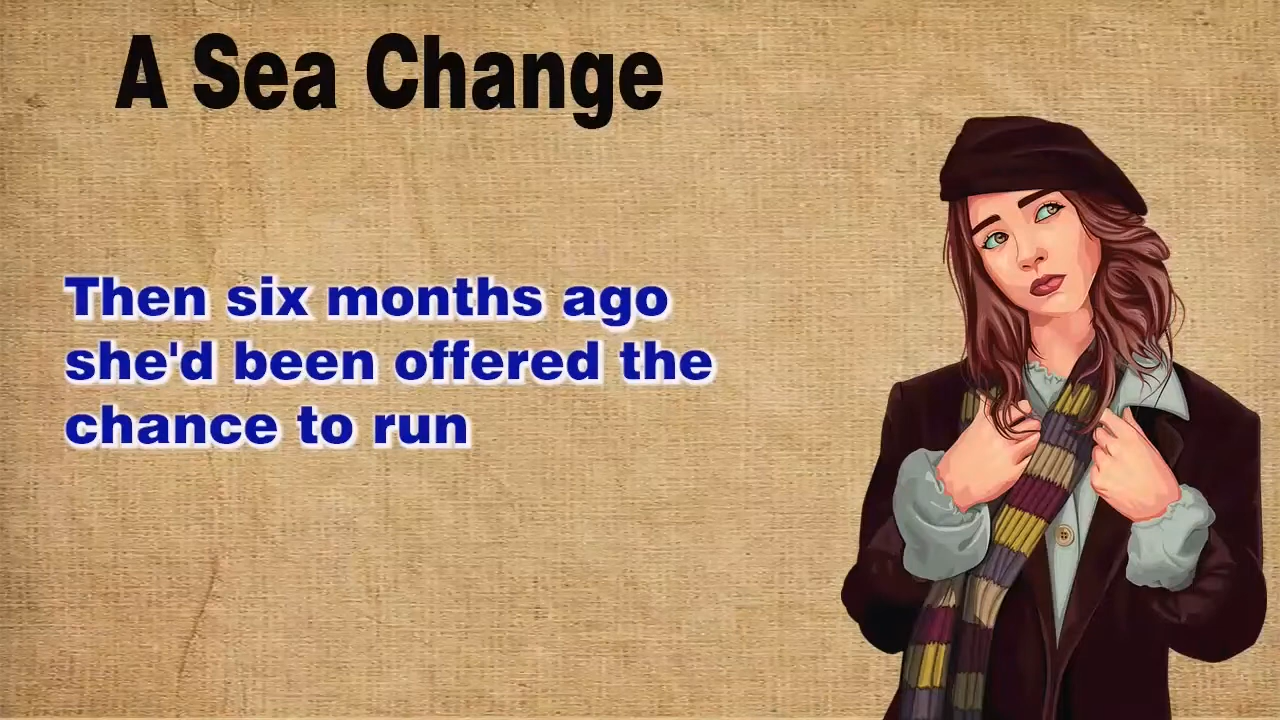 A Sea Change
Then six months ago
she'd been offered the
chance to run